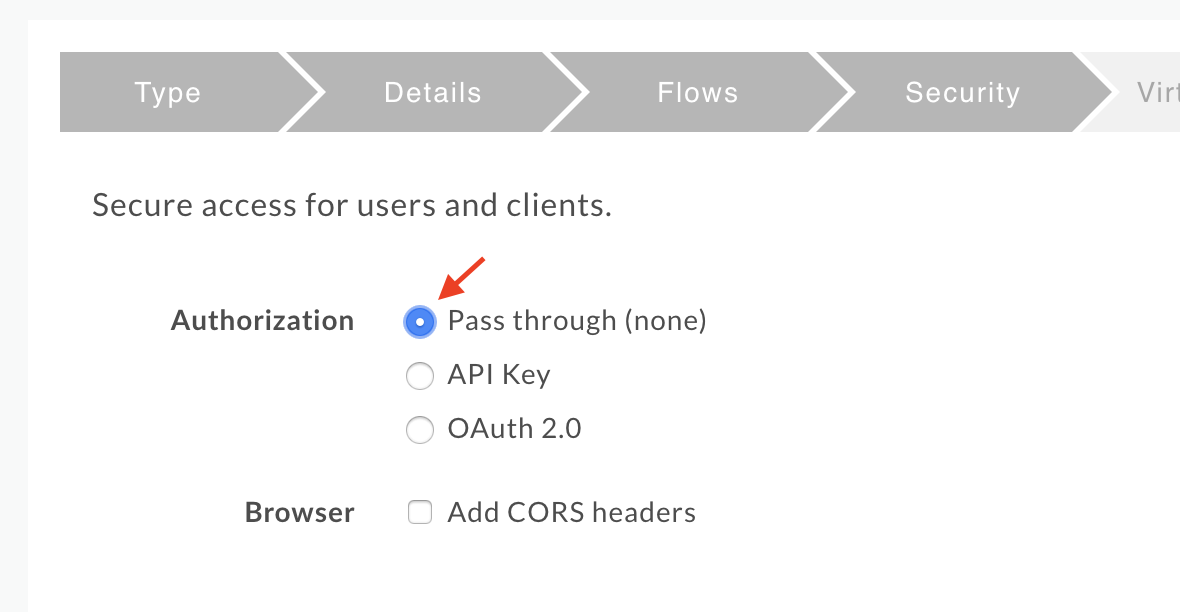 Type Details Flows Security
Secure access for users and clients.
Authorization Pass through (none)
API Key
OAuth 2.0
Browser Add CORS headers